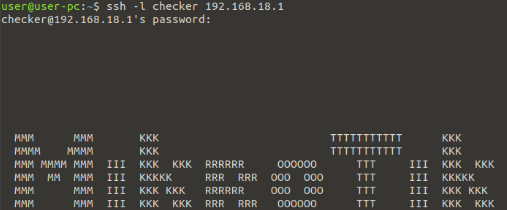 user@user-pc:~$ ssh -l checker 192.168.18.1
checker@192.168.18.1's password:
  MMM      MMM       KKK                          TTTTTTTTTTT      KKK
  MMMM    MMMM       KKK                          TTTTTTTTTTT      KKK
  MMM MMMM MMM  III  KKK  KKK  RRRRRR     OOOOOO      TTT     III  KKK  KKK
  MMM  MM  MMM  III  KKKKK     RRR  RRR  OOO  OOO     TTT     III  KKKKK
  MMM      MMM  III  KKK KKK   RRRRRR    OOO  OOO     TTT     III  KKK KKK
  MMM      MMM  III  KKK  KKK  RRR  RRR   OOOOOO      TTT     III  KKK  KKK